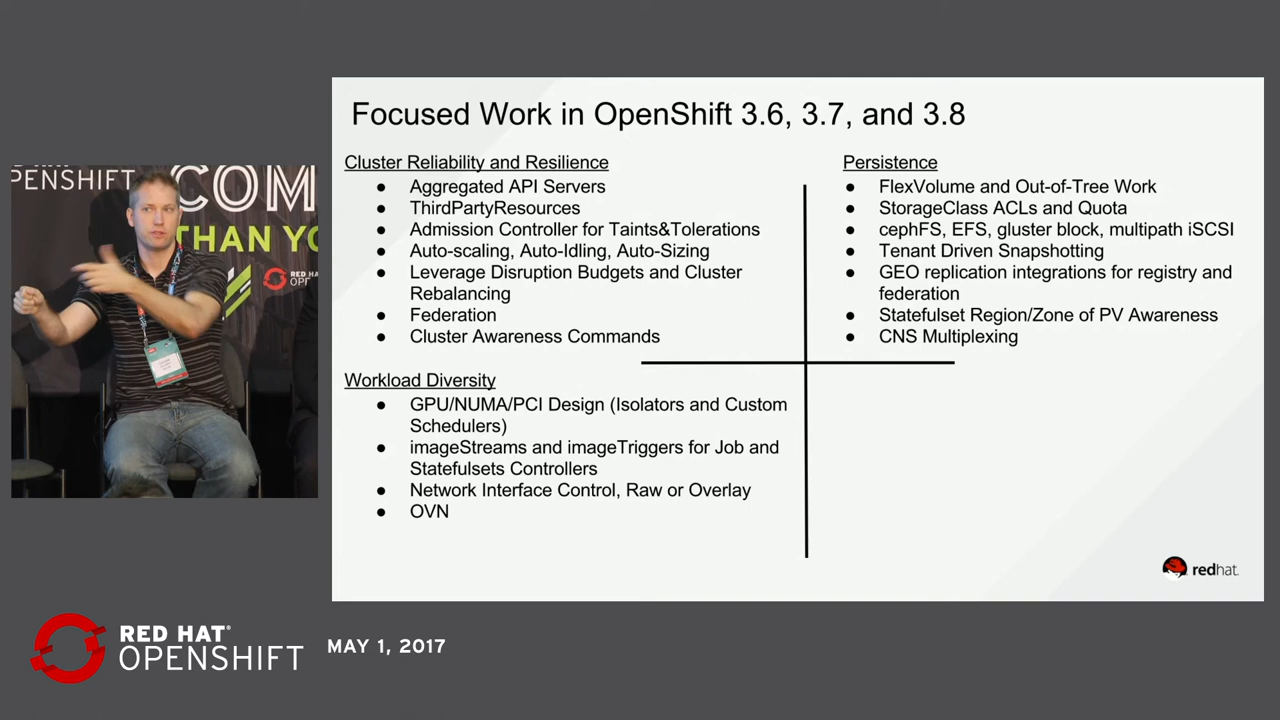 Focused Work in OpenShift 3.6, 3.7, and 3.8
Cluster Reliability and Resilience
● Aggregated API Servers
● ThirdPartyResources
● Admission Controller for Taints&Tolerations
● Auto-scaling, Auto-Idling, Auto-Sizing
● Leverage Disruption Budgets and Cluster
Rebalancing
● Federation
● Cluster Awareness Commands
Workload Diversity
● GPU/NUMA/PCI Design (Isolators and Custom
Schedulers)
● imageStreams and imageTriggers for Job and
Statefulsets Controllers
● Network Interface Control, Raw or Overlay
● OVN
Persistence
● FlexVolume and Out-of-Tree Work
● StorageClass ACLs and Quota
● cephFS, EFS, gluster block, multipath iSCSI
● Tenant Driven Snapshotting
● GEO replication integrations for registry and
federation
● Statefulset Region/Zone of PV Awareness
● CNS Multiplexing
redhat.
PENSHIFT
COM
THAN YO
RED HAT
OP
RED HAT®
OPENSHIFT
MAY 1, 2017